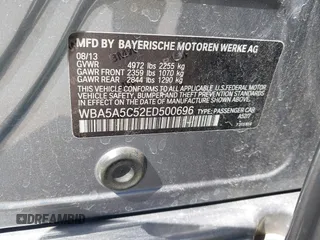 MFD BY BAYERISCHE MOTOREN WERKE AG
08/13
GVWR 4972 lbs 2255 kg
GAWR FRONT 2359 lbs 1070 kg
GAWR REAR 2844 lbs 1290 kg
THIS VEHICLE CONFORMS TO ALL APPLICABLE
FEDERAL MOTOR VEHICLE SAFETY, BUMPER,
AND THEFT PREVENTION STANDARDS IN EFFECT ON
THE DATE OF MANUFACTURE SHOWN ABOVE.
WBA5A5C52ED500696 TYPE: PASSENGER CAR
DREAMBID